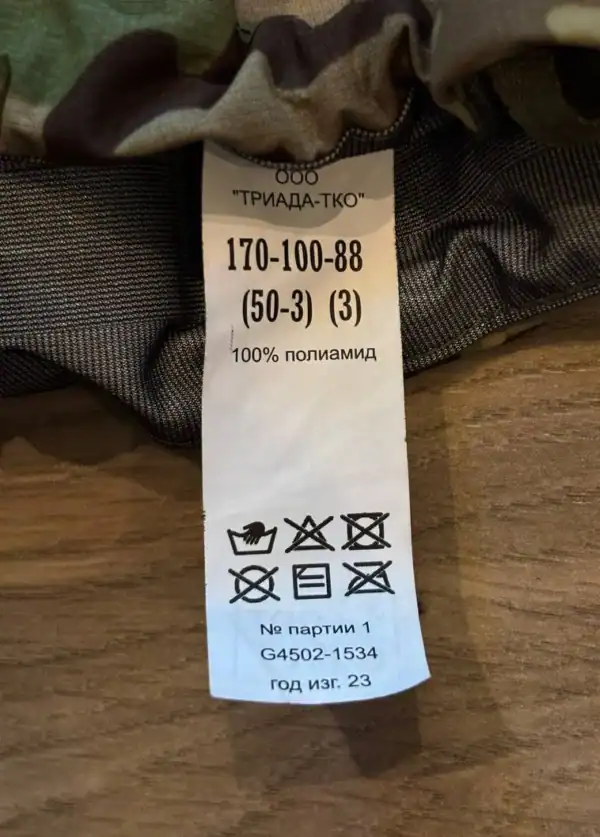 ООО
"ТРИАДА-ТКО"
170-100-88
(50-3) (3)
100% полиамид
№ партии 1
G4502-1534
год изг. 23